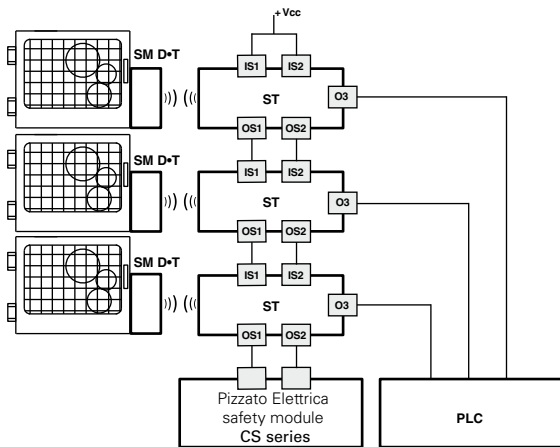 +Vcc
SM D•T
IS1 IS2
ST
O3
OS1 OS2
SM D•T
IS1 IS2
ST
O3
OS1 OS2
SM D•T
IS1 IS2
ST
O3
OS1 OS2
Pizzato Elettrica
safety module
CS series
PLC